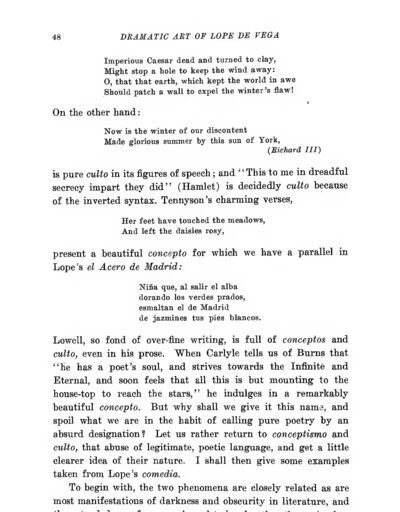 48 DRAMATIC ART OF LOPE DE VEGA
Imperious Caesar dead and turned to clay,
Might stop a hole to keep the wind away:
O, that that earth, which kept the world in awe
Should patch a wall to expel the winter's flaw!
On the other hand:
Now is the winter of our discontent
Made glorious summer by this sun of York,
(Richard III)
is pure culto in its figures of speech; and "This to me in dreadful
secrecy impart they did" (Hamlet) is decidedly culto because
of the inverted syntax. Tennyson's charming verses,
Her feet have touched the meadows,
And left the daisies rosy,
present a beautiful concepto for which we have a parallel in
Lope's el Acero de Madrid:
Niña que, al salir el alba
dorando los verdes prados,
esmaltan el de Madrid
de jazmines tus pies blancos.
Lowell, so fond of over-fine writing, is full of conceptos and
culto, even in his prose. When Carlyle tells us of Burns that
"he has a poet's soul, and strives towards the Infinite and
Eternal, and soon feels that all this is but mounting to the
house-top to reach the stars," he indulges in a remarkably
beautiful concepto. But why shall we give it this name, and
spoil what we are in the habit of calling pure poetry by an
absurd designation? Let us rather return to conceptismo and
culto, that abuse of legitimate, poetic language, and get a little
clearer idea of their nature. I shall then give some examples
taken from Lope's comedia.
To begin with, the two phenomena are closely related as are
most manifestations of darkness and obscurity in literature, and